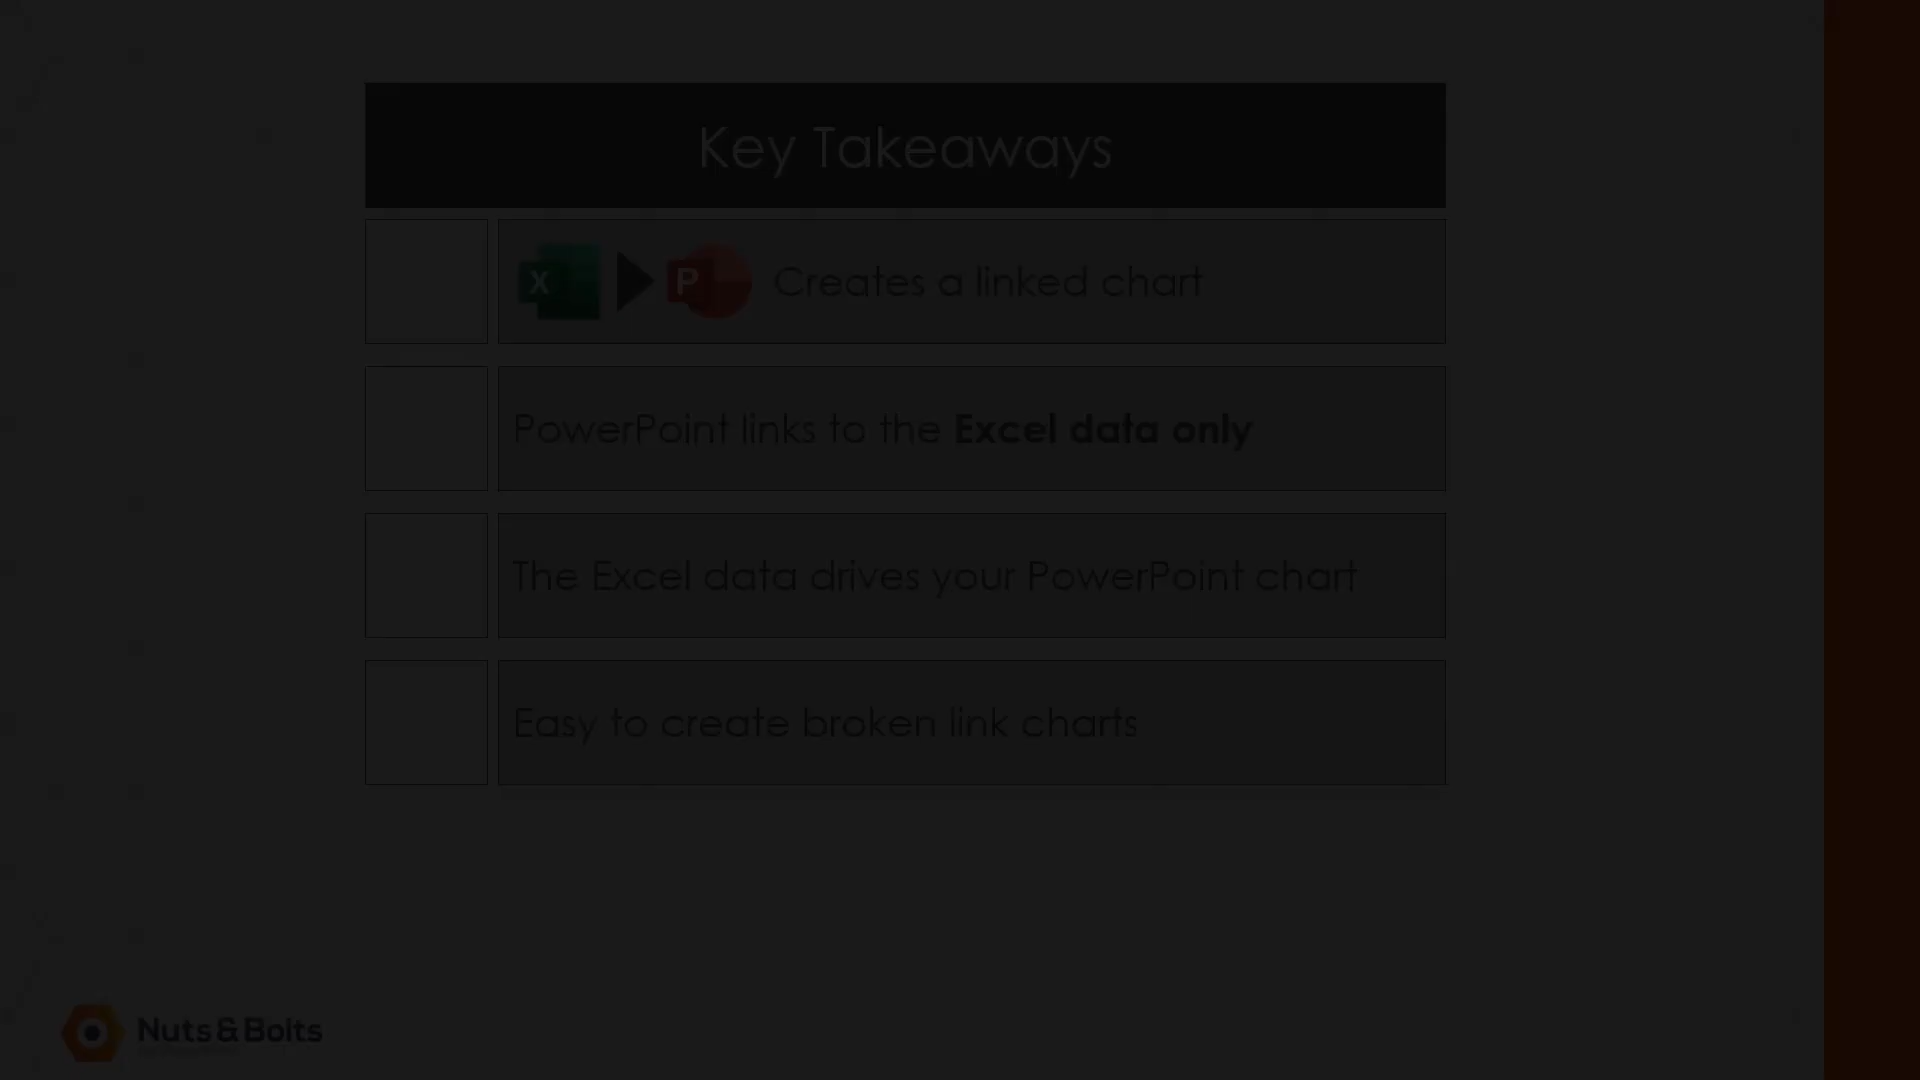 Key Takeaways
X P Creates a linked chart
PowerPoint links to the Excel data only
The Excel data drives your PowerPoint chart
Easy to create broken link charts
Nuts & Bolts